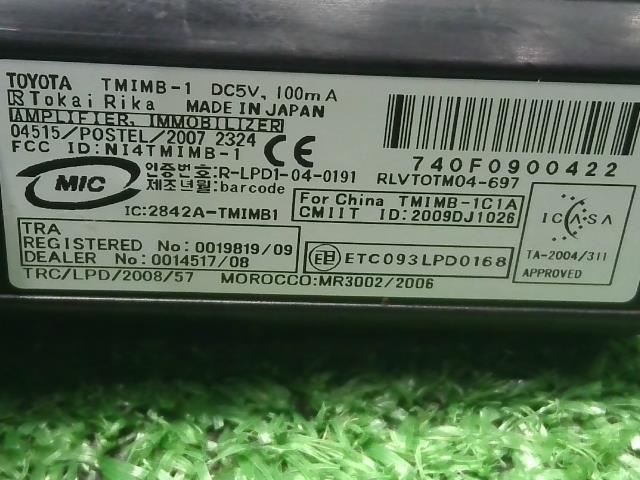 TOYOTA TMIMB-1 DC5V, 100mA
R Tokai Rika MADE IN JAPAN
AMPLIFIER, IMMOBILIZER
04515/POSTEL/2007 2324
FCC ID:NI4TMIMB-1
CE
740F0900422
MIC
인증번호:R-LPD1-04-0191
제조년월:barcode
RLVTOTM04-697
IC:2842A-TMIMB1
For China TMIMB-1C1A
CMIIT ID:2009DJ1026
ICASA
TA-2004/311
APPROVED
TRA
REGISTERED No:0019819/09
DEALER No:0014517/08
ETC093LPD0168
TRC/LPD/2008/57 MOROCCO:MR3002/2006